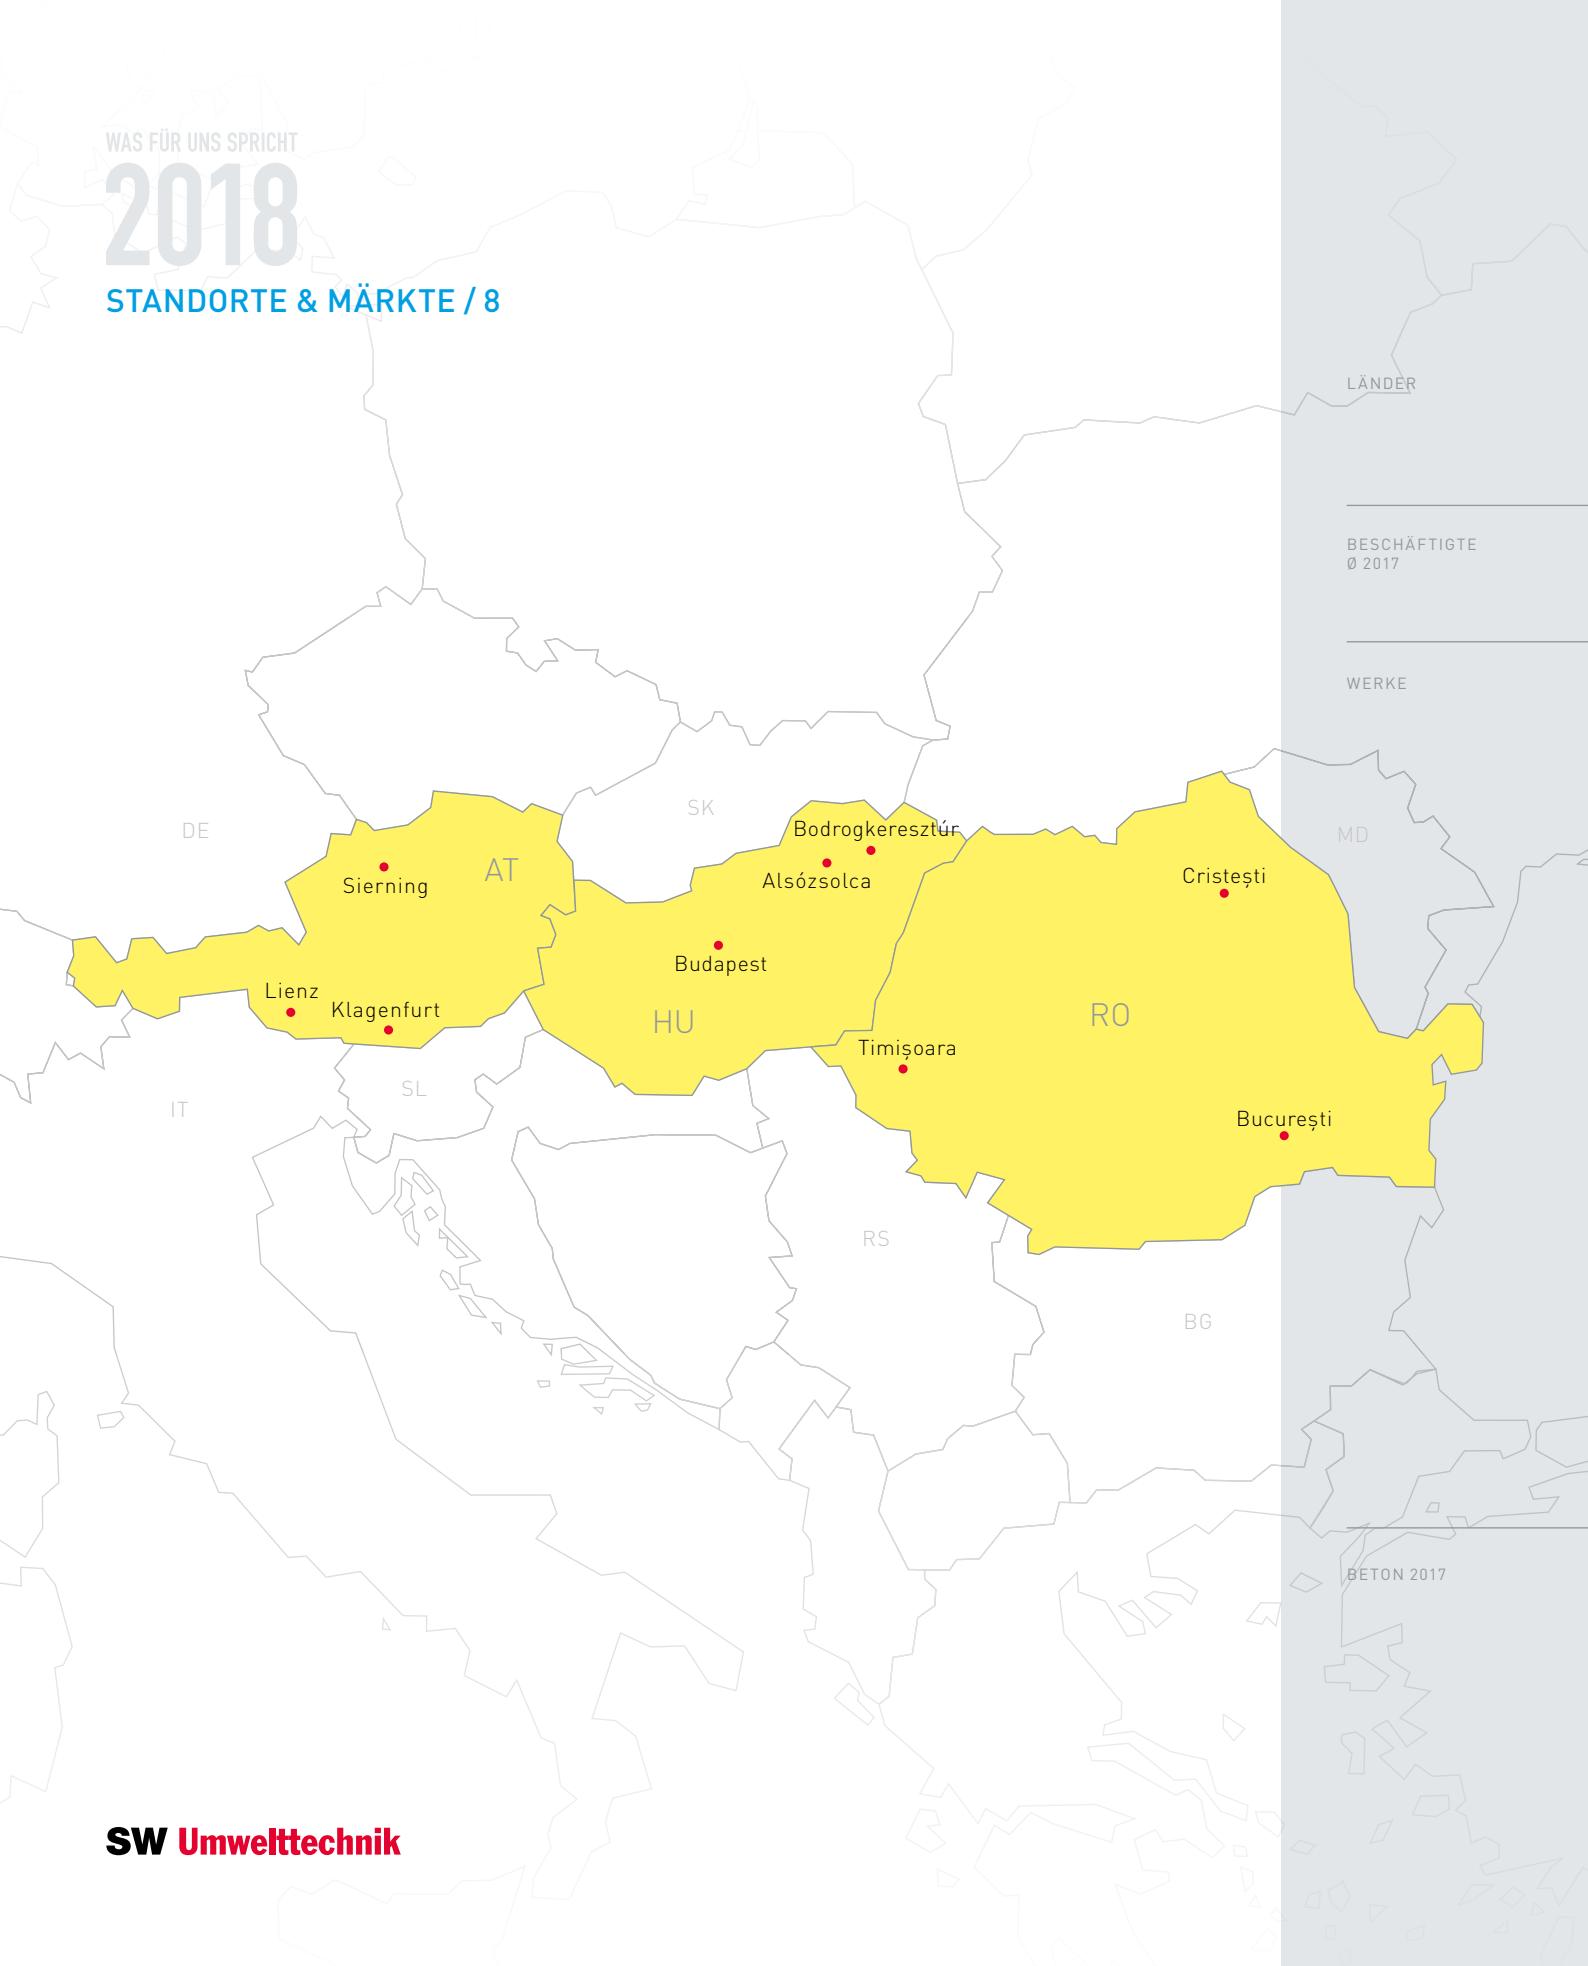 WAS FÜR UNS SPRICHT
2018
STANDORTE & MÄRKTE / 8
LÄNDER
BESCHÄFTIGTE
Ø 2017
WERKE
SK
DE
MD
Bodrogkeresztúr
AT
Sierning
Alsózsolca
Cristești
Budapest
Lienz
Klagenfurt
HU
RO
Timișoara
SL
IT
București
RS
BG
BETON 2017
SW Umwelttechnik